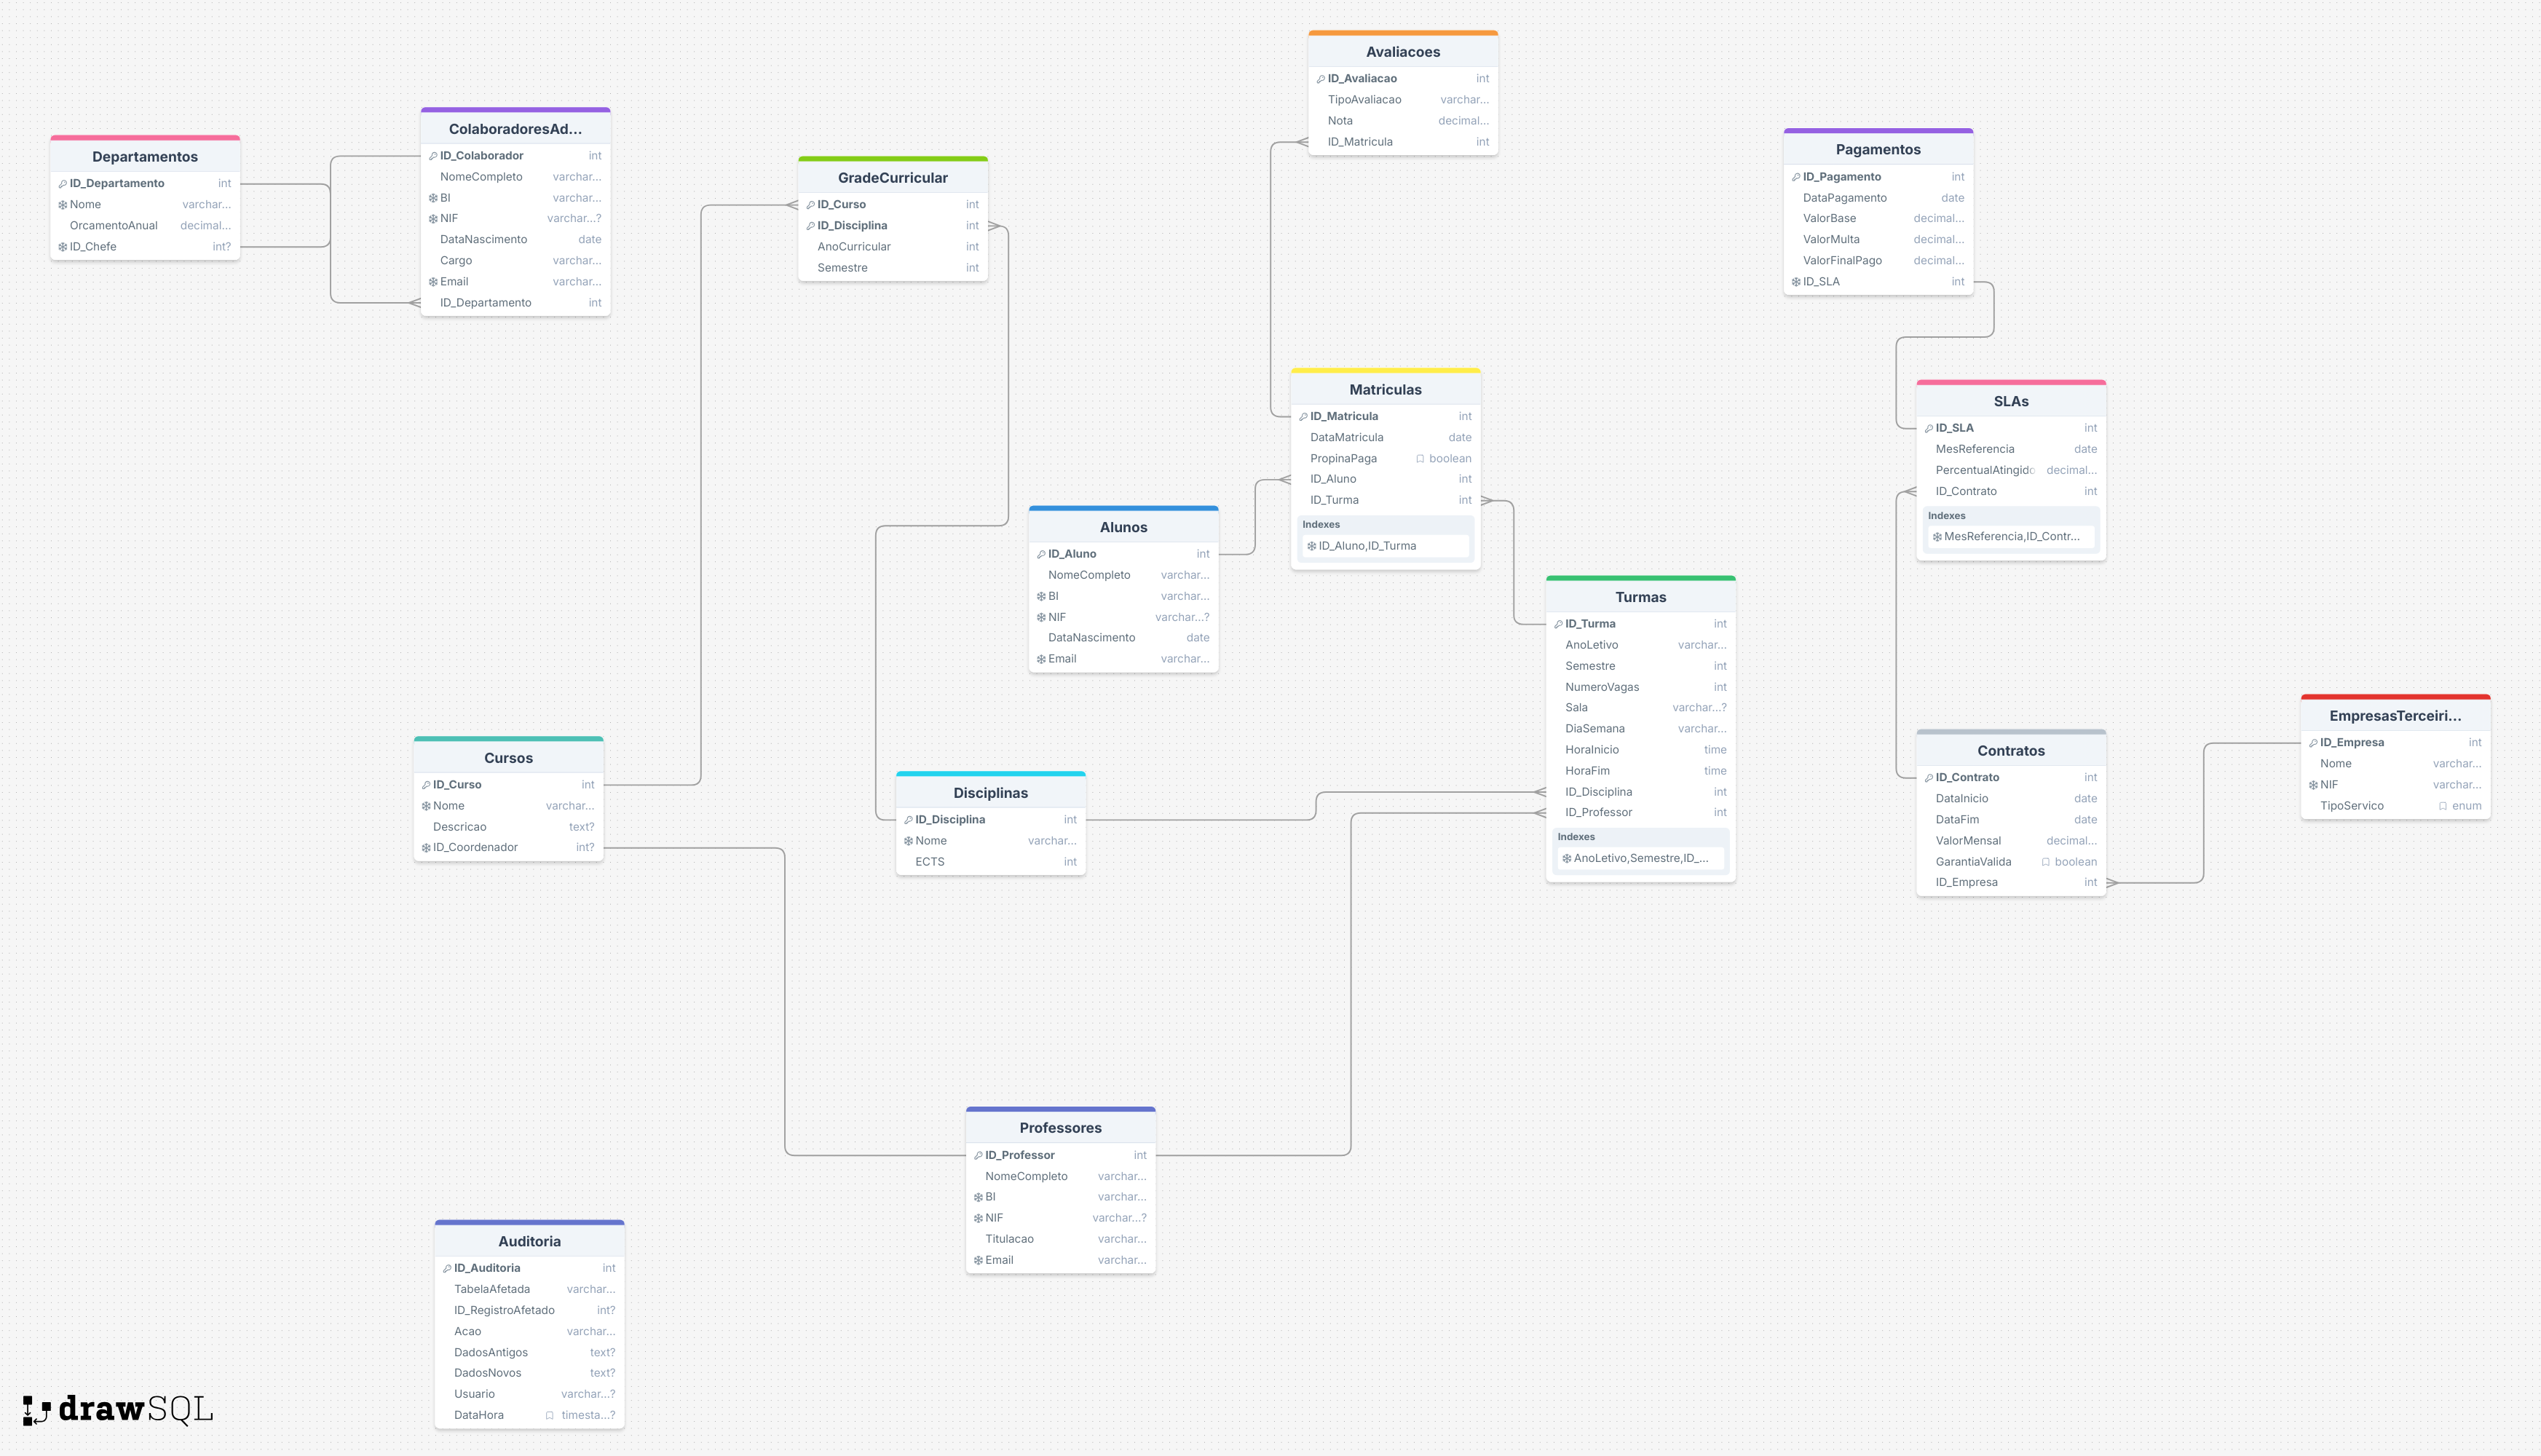 Departamentos
ID_Departamento int
Nome varchar...
OrcamentoAnual decimal...
ID_Chefe int?
ColaboradoresAd...
ID_Colaborador int
NomeCompleto varchar...
BI varchar...
NIF varchar...?
DataNascimento date
Cargo varchar...
Email varchar...
ID_Departamento int
GradeCurricular
ID_Curso int
ID_Disciplina int
AnoCurricular int
Semestre int
Avaliacoes
ID_Avaliacao int
TipoAvaliacao varchar...
Nota decimal...
ID_Matricula int
Pagamentos
ID_Pagamento int
DataPagamento date
ValorBase decimal...
ValorMulta decimal...
ValorFinalPago decimal...
ID_SLA int
Matriculas
ID_Matricula int
DataMatricula date
PropinaPaga boolean
ID_Aluno int
ID_Turma int
Indexes
ID_Aluno,ID_Turma
SLAs
ID_SLA int
MesReferencia date
PercentualAtingido decimal...
ID_Contrato int
Indexes
MesReferencia,ID_Contr...
Alunos
ID_Aluno int
NomeCompleto varchar...
BI varchar...
NIF varchar...?
DataNascimento date
Email varchar...
Turmas
ID_Turma int
AnoLetivo varchar...
Semestre int
NumeroVagas int
Sala varchar...?
DiaSemana varchar...
HoraInicio time
HoraFim time
ID_Disciplina int
ID_Professor int
Indexes
AnoLetivo,Semestre,ID_...
Cursos
ID_Curso int
Nome varchar...
Descricao text?
ID_Coordenador int?
Disciplinas
ID_Disciplina int
Nome varchar...
ECTS int
Contratos
ID_Contrato int
DataInicio date
DataFim date
ValorMensal decimal...
GarantiaValida boolean
ID_Empresa int
EmpresasTerceiri...
ID_Empresa int
Nome varchar...
NIF varchar...
TipoServico enum
Professores
ID_Professor int
NomeCompleto varchar...
BI varchar...
NIF varchar...?
Titulacao varchar...
Email varchar...
Auditoria
ID_Auditoria int
TabelaAfetada varchar...
ID_RegistroAfetado int?
Acao varchar...
DadosAntigos text?
DadosNovos text?
Usuario varchar...?
DataHora timesta...?
drawSQL